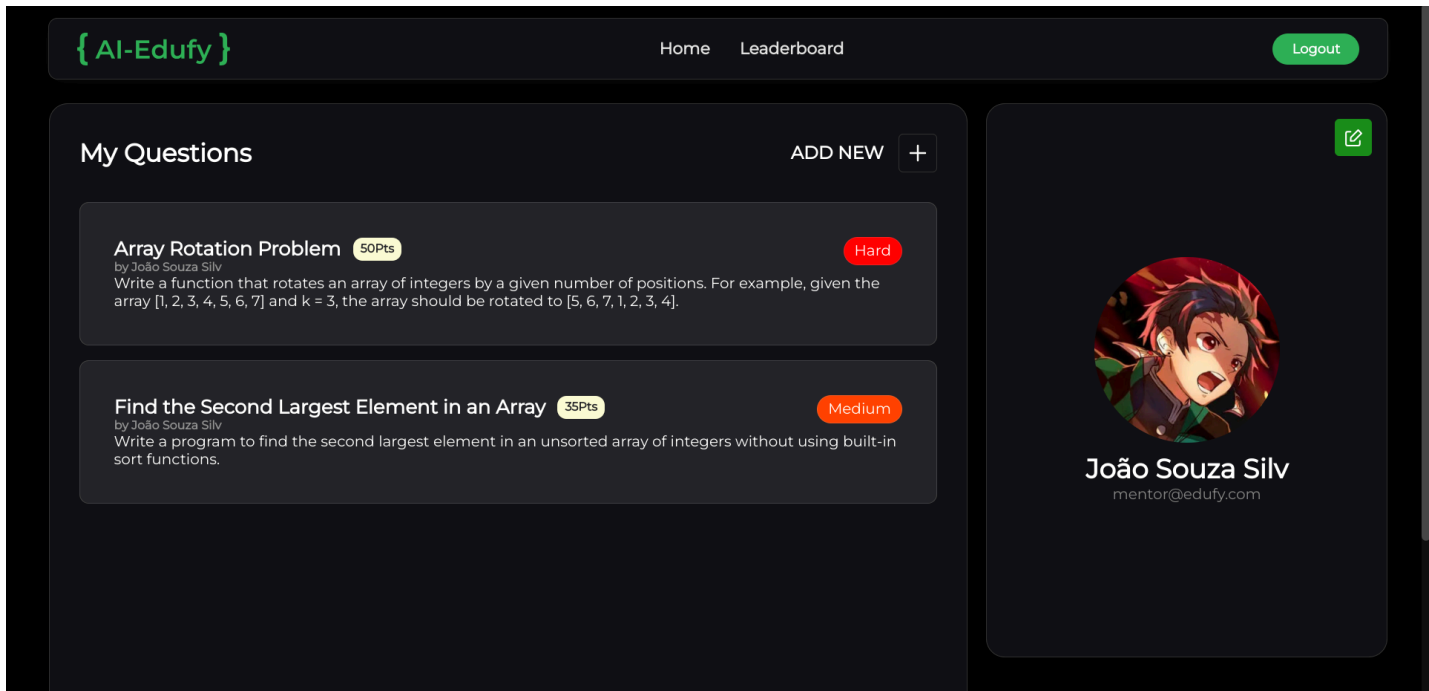 { AI-Edufy }
Home
Leaderboard
Logout
My Questions
ADD NEW +
Array Rotation Problem 50Pts
Hard
by João Souza Silv
Write a function that rotates an array of integers by a given number of positions. For example, given the
array [1, 2, 3, 4, 5, 6, 7] and k = 3, the array should be rotated to [5, 6, 7, 1, 2, 3, 4].
Find the Second Largest Element in an Array 35Pts
Medium
by João Souza Silv
Write a program to find the second largest element in an unsorted array of integers without using built-in
sort functions.
João Souza Silv
mentor@edufy.com